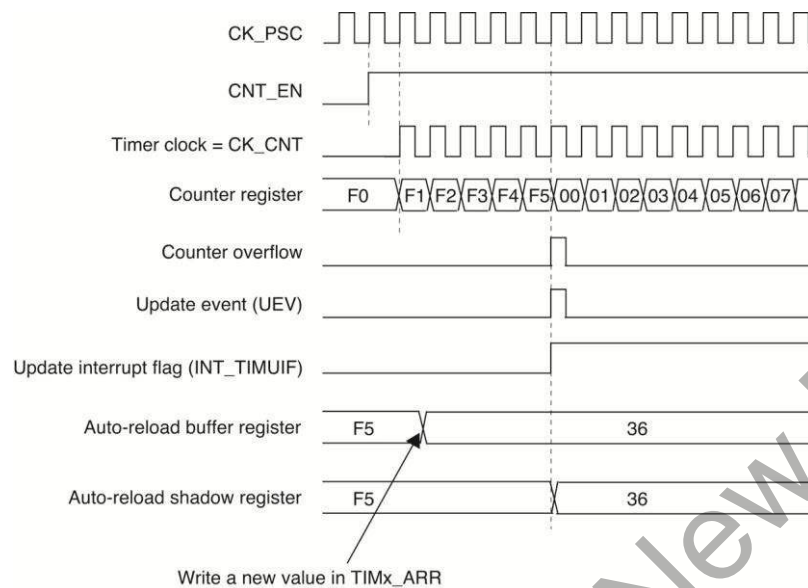 CK_PSC
CNT_EN
Timer clock = CK_CNT
Counter register F0 F1 F2 F3 F4 F5 00 01 02 03 04 05 06 07
Counter overflow
Update event (UEV)
Update interrupt flag (INT_TIMUIF)
Auto-reload buffer register F5 36
Auto-reload shadow register F5 36
Write a new value in TIMx_ARR
New